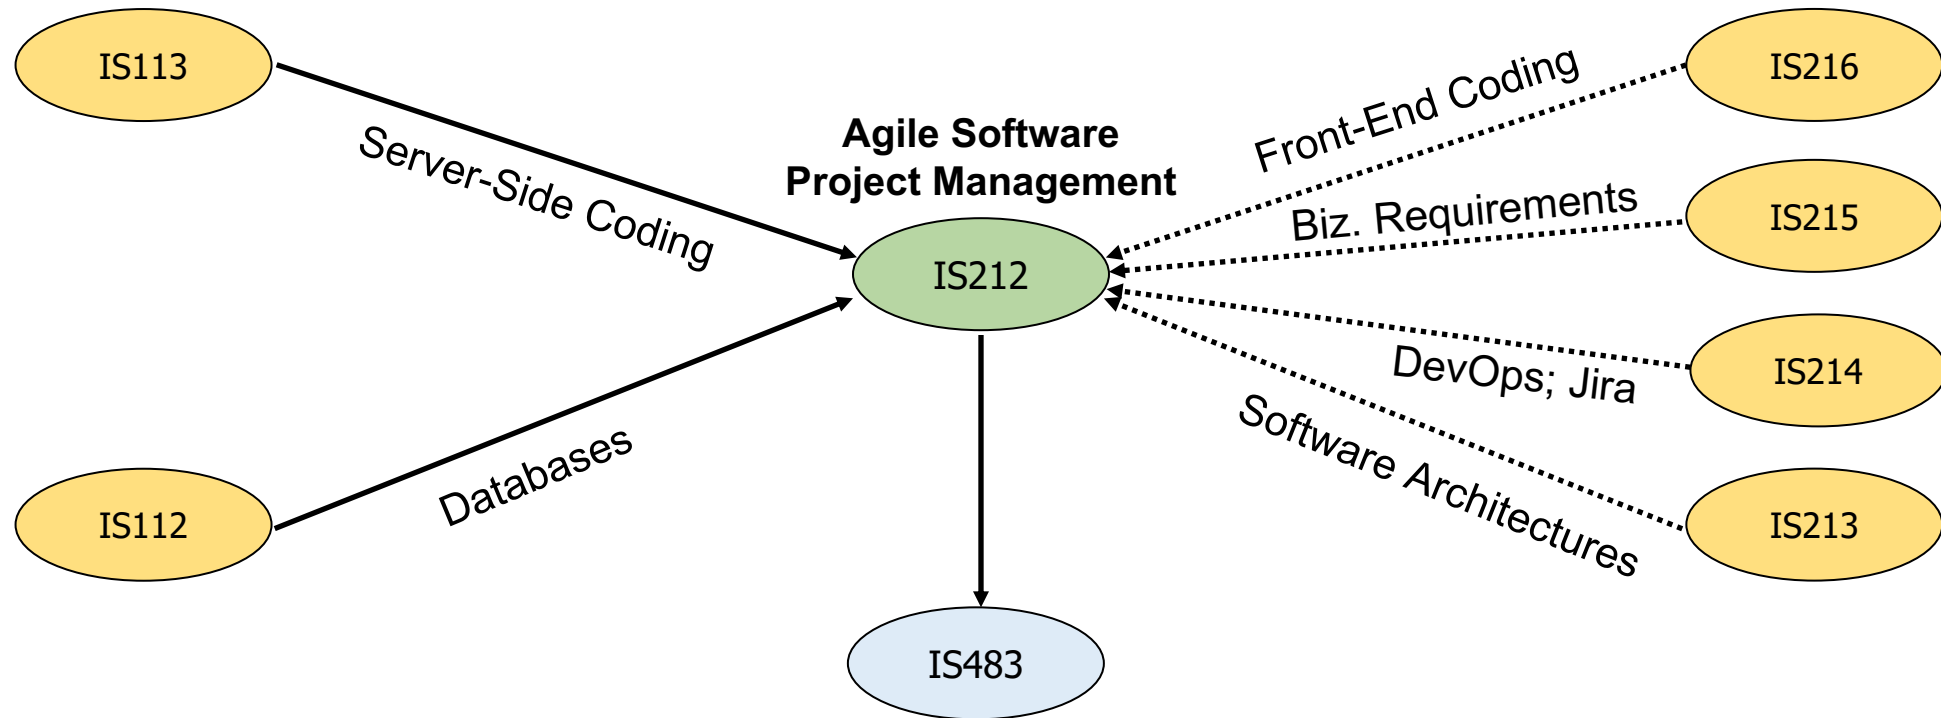 IS113
Server-Side Coding
IS112
Databases
Agile Software
Project Management
IS212
IS483
Front-End Coding
IS216
Biz. Requirements
IS215
DevOps; Jira
IS214
Software Architectures
IS213